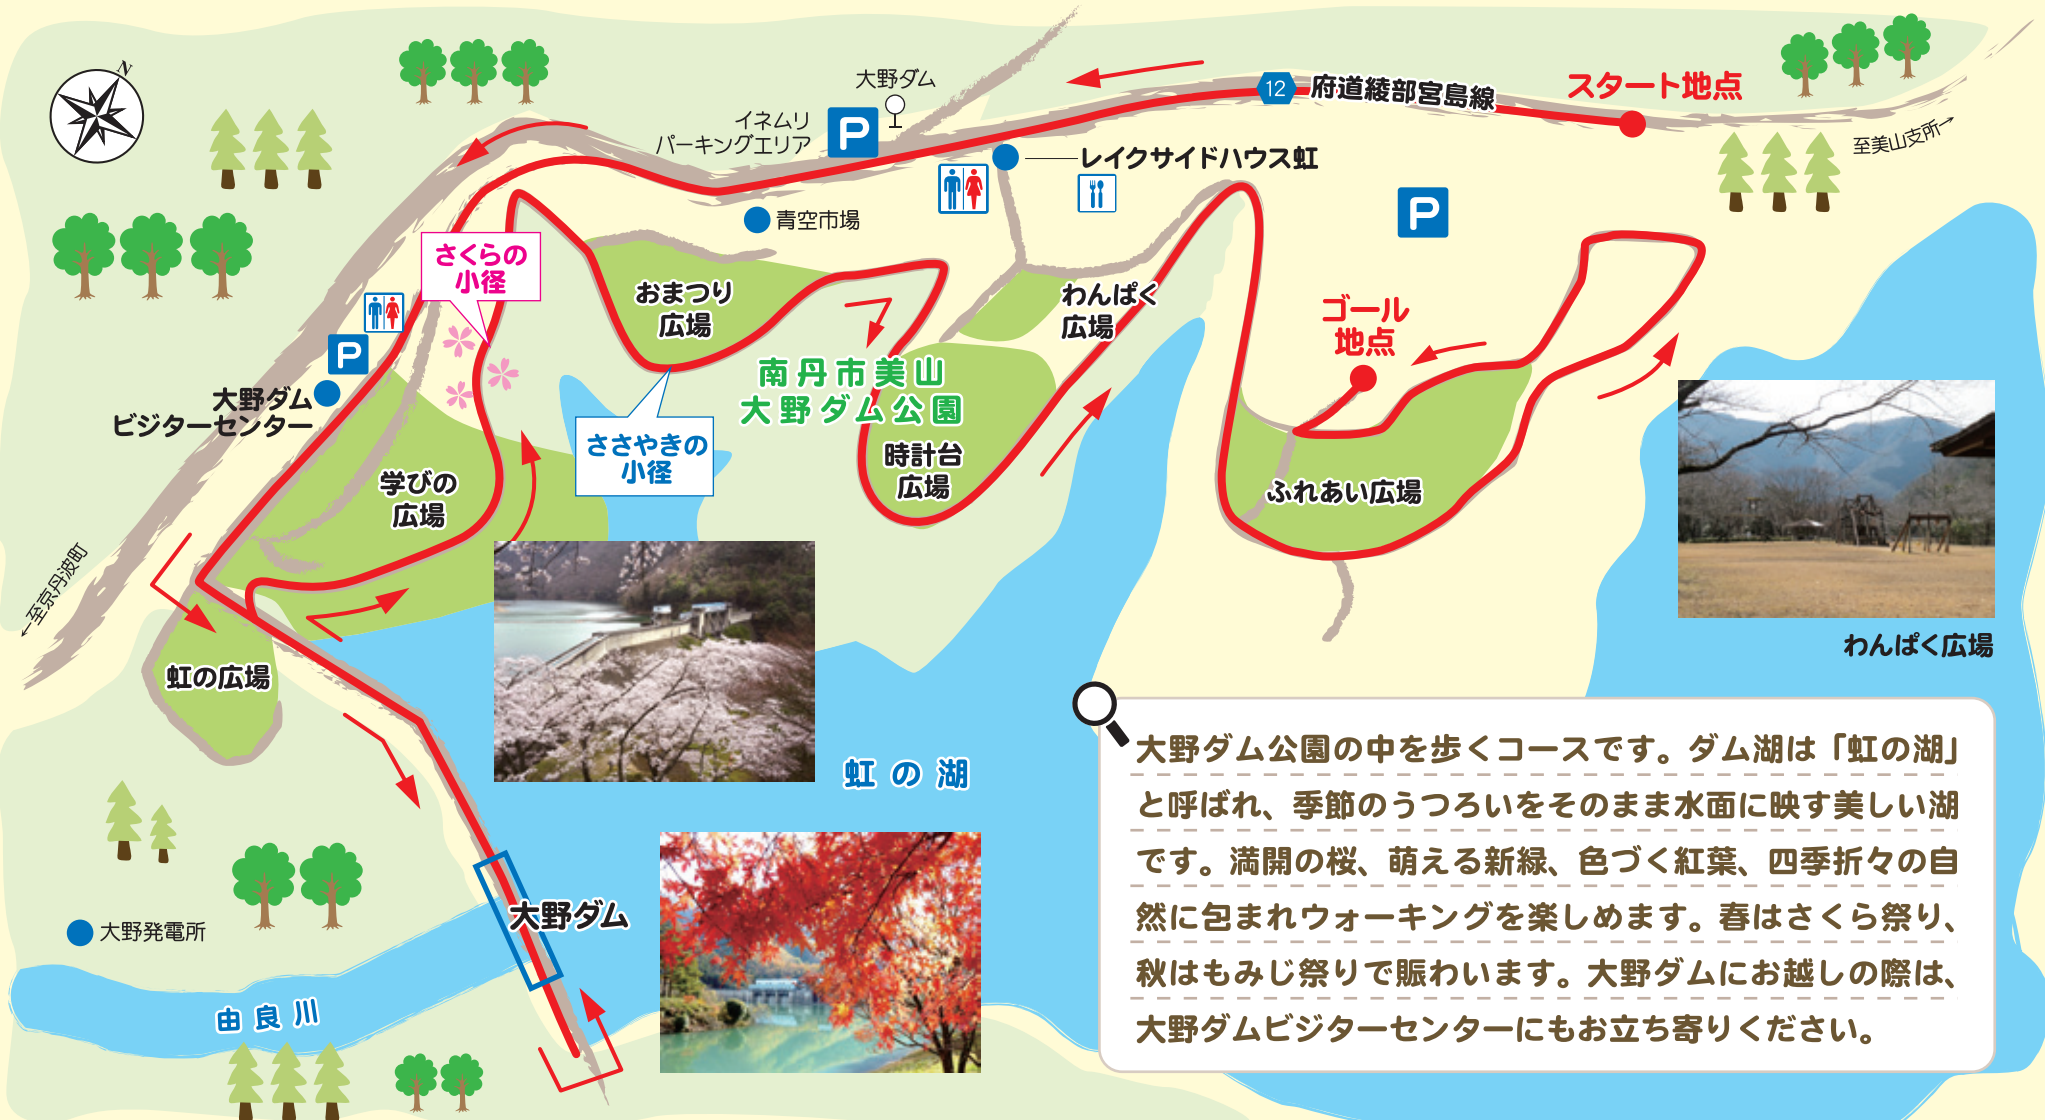 N
大野ダム
イネムリ
パーキングエリア
P
12
府道綾部宮島線
スタート地点
至美山支所→
レイクサイドハウス虹
青空市場
P
さくらの
小径
おまつり
広場
わんぱく
広場
ゴール
地点
P
大野ダム
ビジターセンター
南丹市美山
大野ダム公園
ささやきの
小径
時計台
広場
学びの
広場
ふれあい広場
←至京丹波町
虹の広場
わんぱく広場
虹の湖
大野ダム
大野発電所
由良川
大野ダム公園の中を歩くコースです。ダム湖は「虹の湖」
と呼ばれ、季節のうつろいをそのまま水面に映す美しい湖
です。満開の桜、萌える新緑、色づく紅葉、四季折々の自
然に包まれウォーキングを楽しめます。春はさくら祭り、
秋はもみじ祭りで賑わいます。大野ダムにお越しの際は、
大野ダムビジターセンターにもお立ち寄りください。